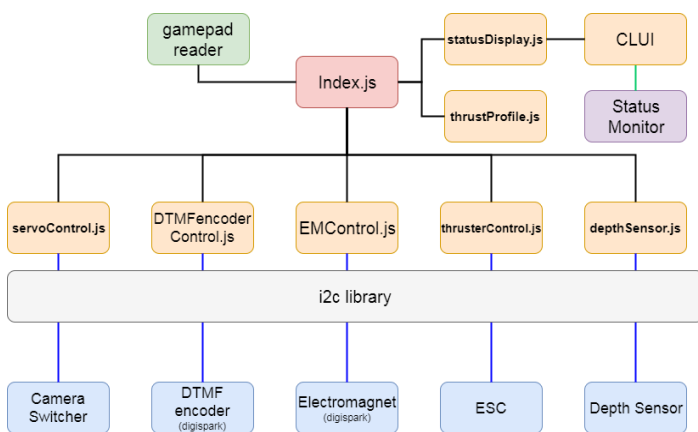 gamepad
reader
statusDisplay.js
CLUI
Index.js
thrustProfile.js
Status
Monitor
servoControl.js
DTMFencoder
Control.js
EMControl.js
thrusterControl.js
depthSensor.js
i2c library
Camera
Switcher
DTMF
encoder
(digispark)
Electromagnet
(digispark)
ESC
Depth Sensor